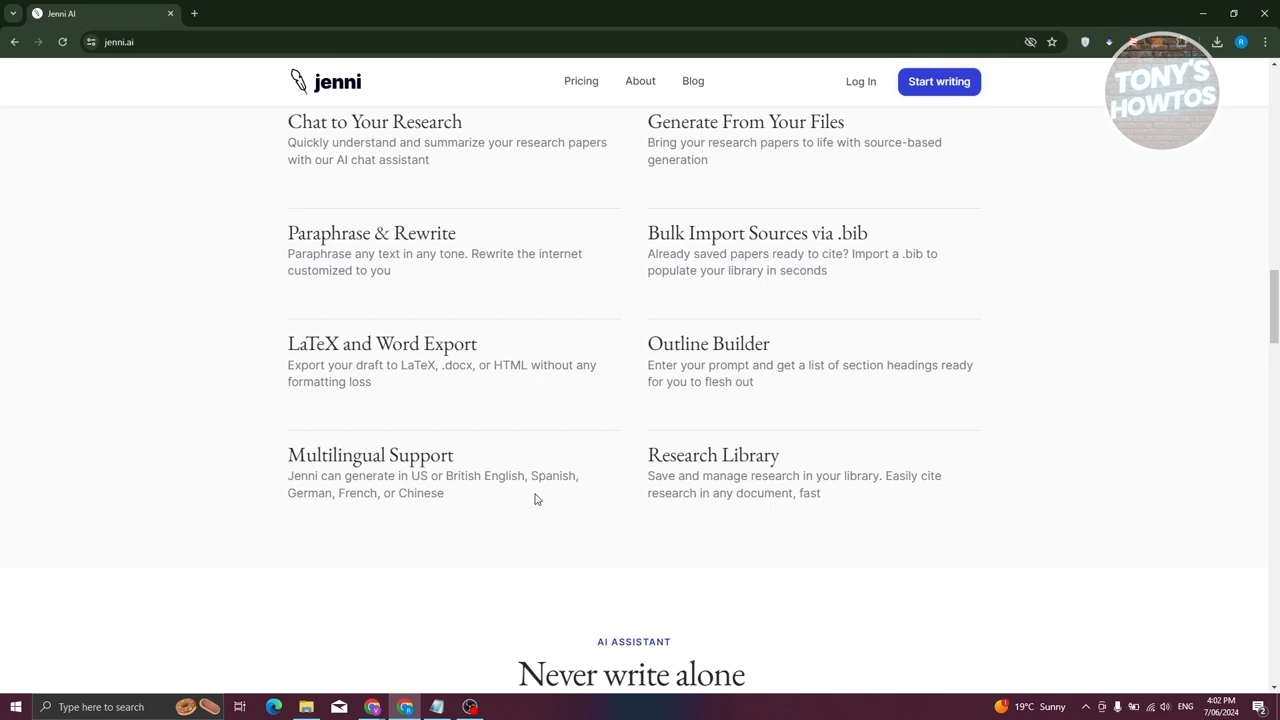 Jenni AI
jenni.ai
jenni
Pricing
About
Blog
Log In
Start writing
TONY'S
HOWTOS
Chat to Your Research
Quickly understand and summarize your research papers
with our AI chat assistant
Generate From Your Files
Bring your research papers to life with source-based
generation
Paraphrase & Rewrite
Paraphrase any text in any tone. Rewrite the internet
customized to you
Bulk Import Sources via .bib
Already saved papers ready to cite? Import a .bib to
populate your library in seconds
LaTeX and Word Export
Export your draft to LaTeX, .docx, or HTML without any
formatting loss
Outline Builder
Enter your prompt and get a list of section headings ready
for you to flesh out
Multilingual Support
Jenni can generate in US or British English, Spanish,
German, French, or Chinese
Research Library
Save and manage research in your library. Easily cite
research in any document, fast
AI ASSISTANT
Never write alone
Type here to search
19°C Sunny
ENG
4:02 PM
7/06/2024